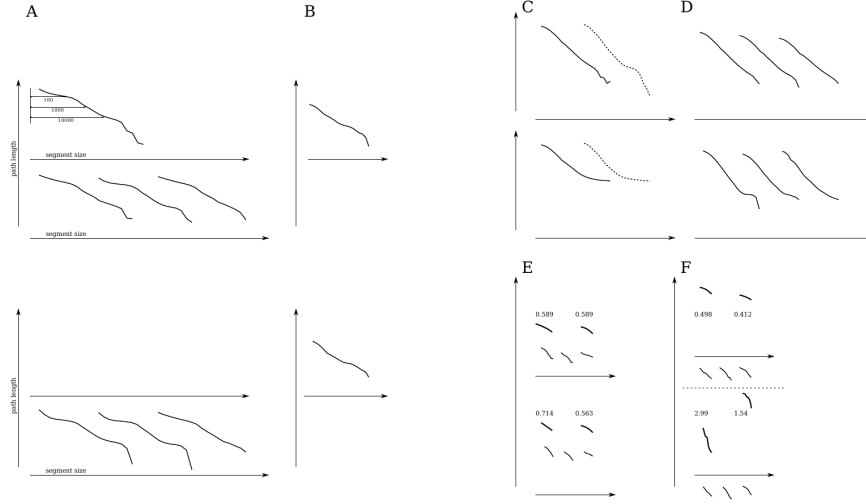 A
B
C
D
100
1000
10000
segment size
path length
segment size
E
F
0.589 0.589
0.498 0.412
path length
0.714 0.563
2.99 1.54
segment size